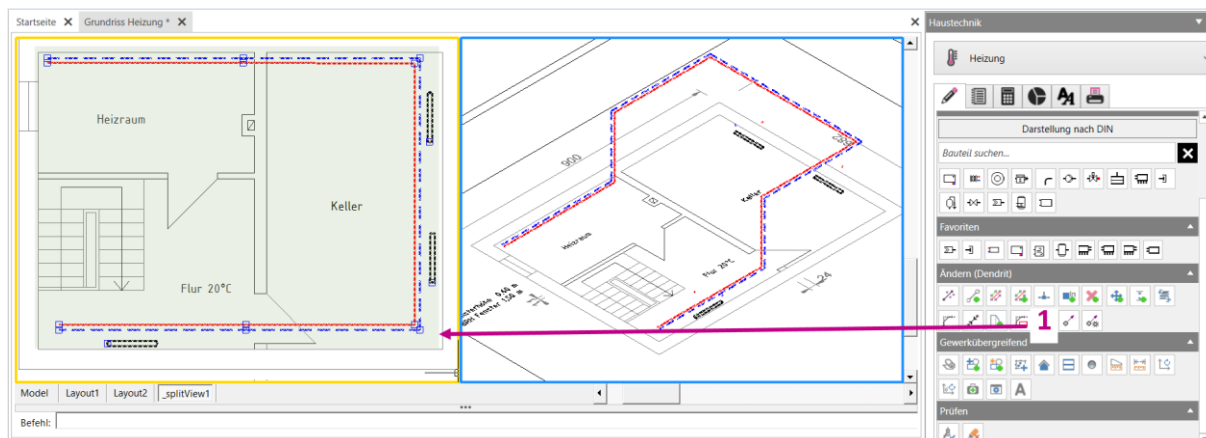 Startseite X Grundriss Heizung * X X
Haustechnik
Heizung
Darstellung nach DIN
Bauteil suchen...
Favoriten
Ändern (Dendrit)
Gewerkübergreifend
Prüfen
Heizraum
Keller
Flur 20°C
900
Keller
Heizraum
Flur 20°C
24
1
Model Layout1 Layout2 _splitView1
Befehl: